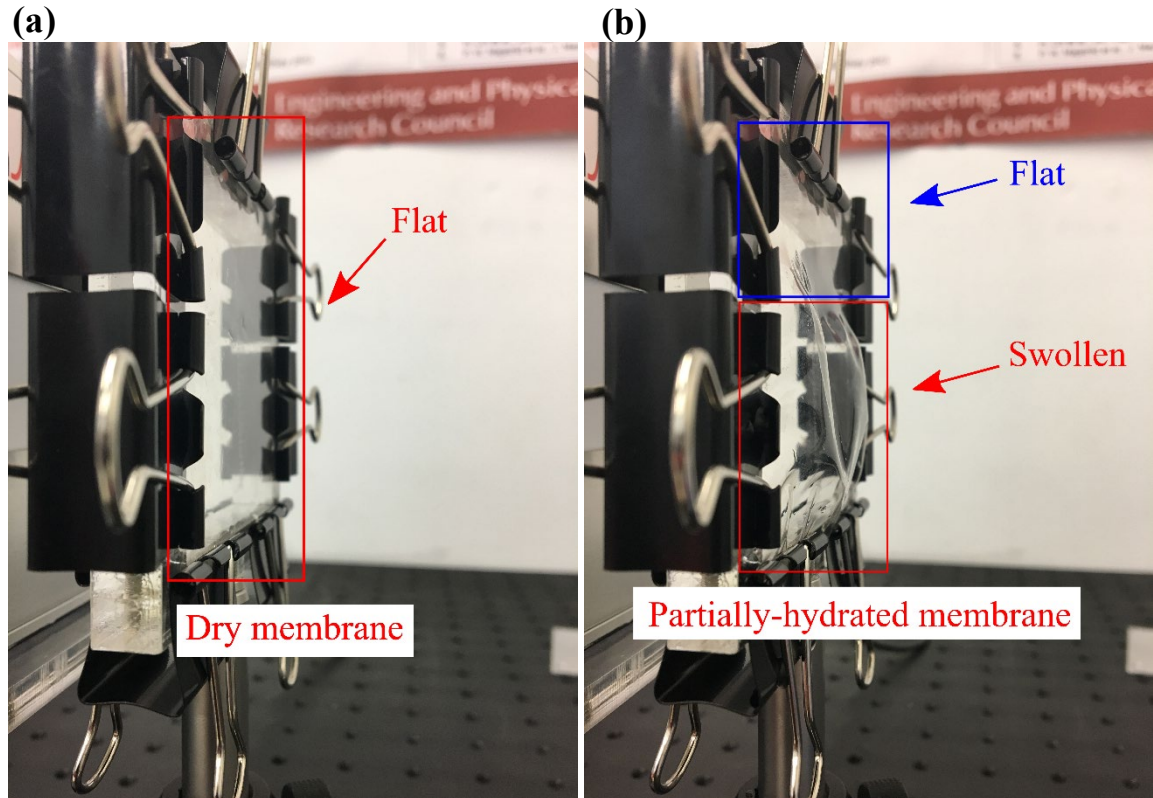 (a)
(b)
Engineering and Physica
Research Council
Engineering and Physica
Research Council
Flat
Flat
Swollen
Dry membrane
Partially-hydrated membrane